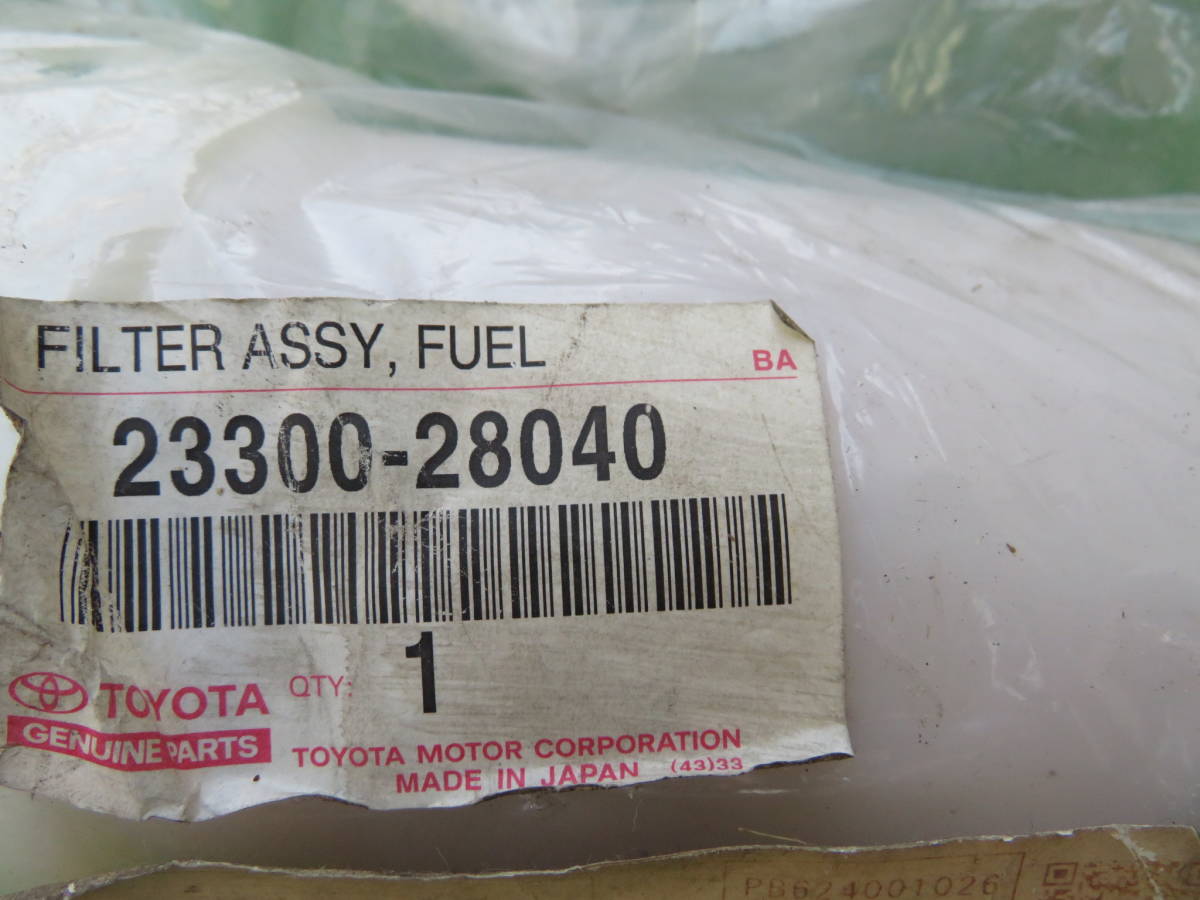 FILTER ASSY, FUEL
BA
23300-28040
1
TOYOTA QTY:
GENUINE PARTS
TOYOTA MOTOR CORPORATION
MADE IN JAPAN (43)33
PB624001026